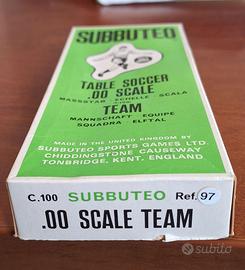 SUBBUTEO
TABLE SOCCER
.00 SCALE
MASSSTAB ECHELLE SCALA
TEAM
MANNSCHAFT EQUIPE
SQUADRA ELFTAL
MADE IN THE UNITED KINGDOM BY
SUBBUTEO SPORTS GAMES LTD.
CHIDDINGSTONE CAUSEWAY
TONBRIDGE, KENT, ENGLAND
C.100 SUBBUTEO Ref. 97
.00 SCALE TEAM
subito